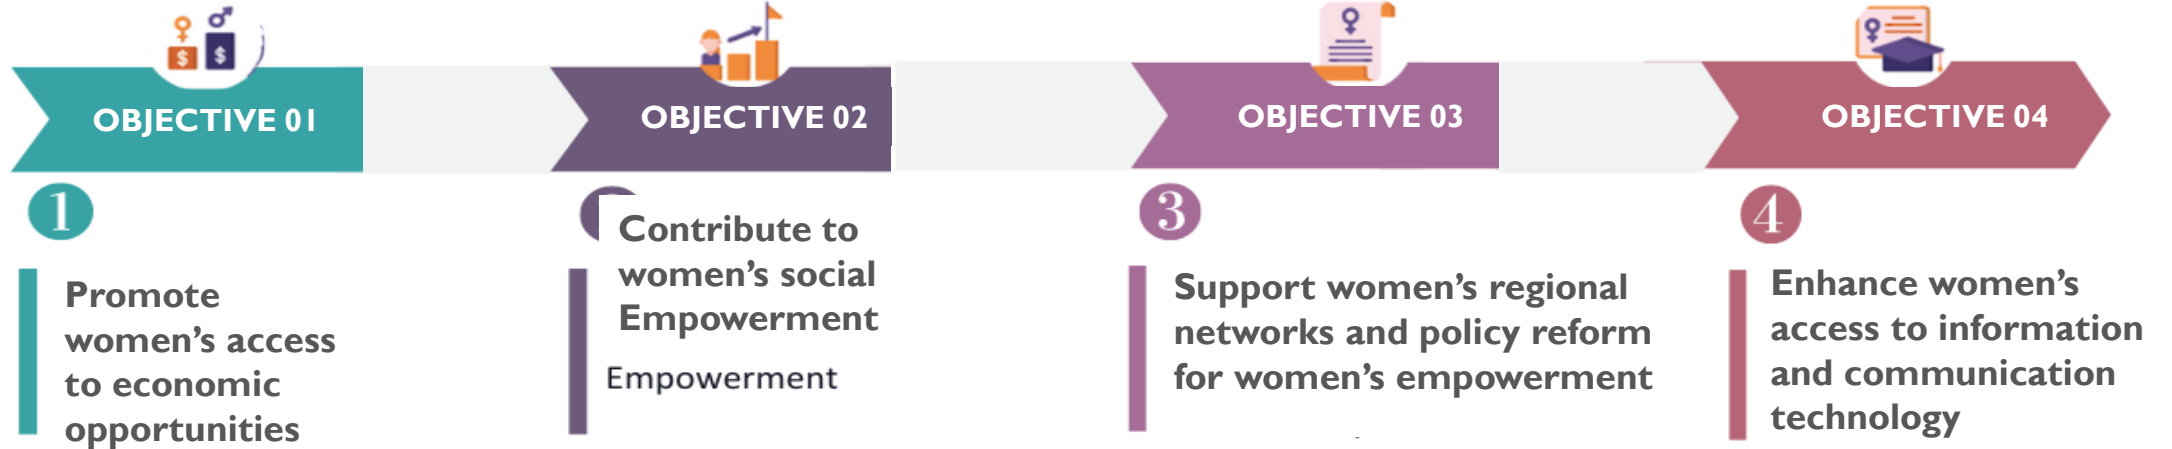 $ $
OBJECTIVE 01
OBJECTIVE 02
OBJECTIVE 03
OBJECTIVE 04
1
Promote
women's access
to economic
opportunities
Contribute to
women's social
Empowerment
Empowerment
3
Support women's regional
networks and policy reform
for women's empowerment
4
Enhance women's
access to information
and communication
technology